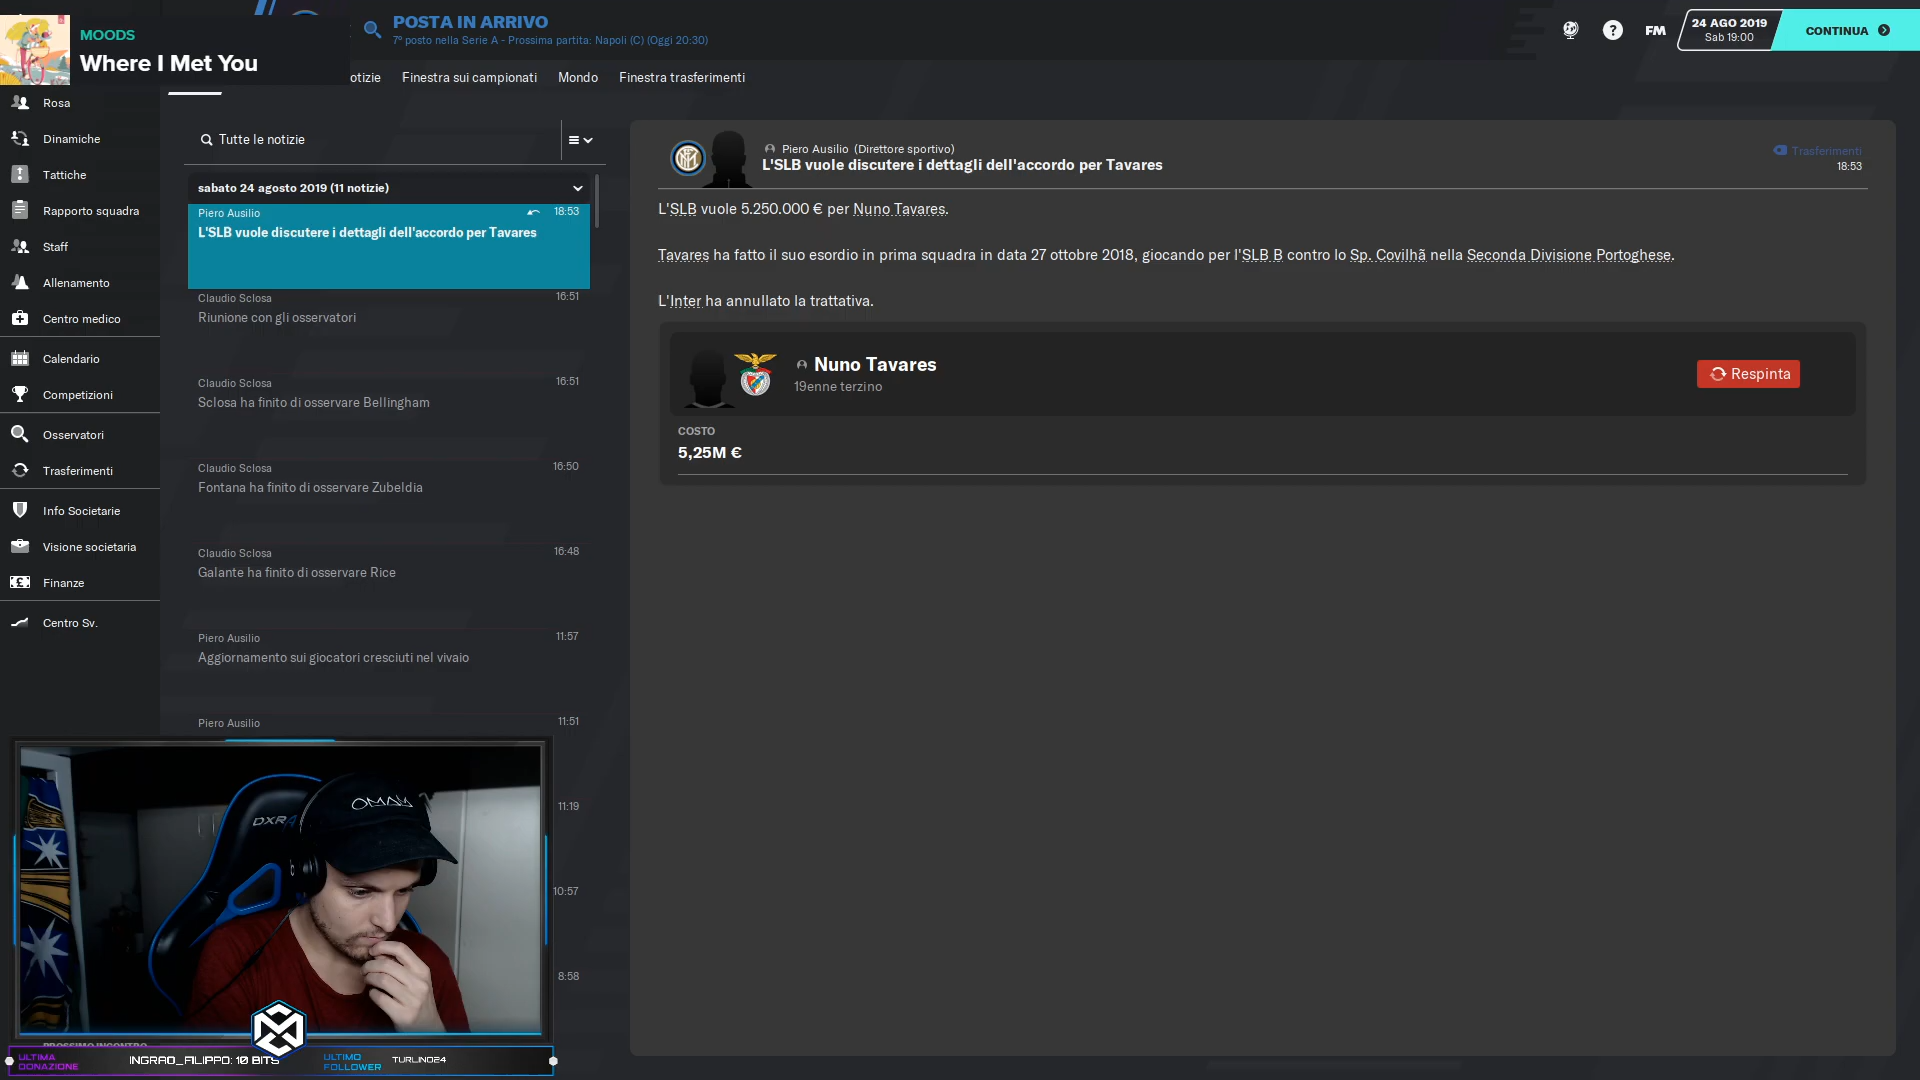 MOODS
Where I Met You
POSTA IN ARRIVO
7° posto nella Serie A - Prossima partita: Napoli (C) (Oggi 20:30)
FM
24 AGO 2019
Sab 19:00
CONTINUA
otizie
Finestra sui campionati
Mondo
Finestra trasferimenti
Rosa
Dinamiche
Tattiche
Rapporto squadra
Staff
Allenamento
Centro medico
Calendario
Competizioni
Osservatori
Trasferimenti
Info Societarie
Visione societaria
Finanze
Centro Sv.
Tutte le notizie
sabato 24 agosto 2019 (11 notizie)
Piero Ausilio 18:53
L'SLB vuole discutere i dettagli dell'accordo per Tavares
Claudio Sclosa 16:51
Riunione con gli osservatori
Claudio Sclosa 16:51
Sclosa ha finito di osservare Bellingham
Claudio Sclosa 16:50
Fontana ha finito di osservare Zubeldia
Claudio Sclosa 16:48
Galante ha finito di osservare Rice
Piero Ausilio 11:57
Aggiornamento sui giocatori cresciuti nel vivaio
Piero Ausilio 11:51
11:19
10:57
8:58
Piero Ausilio (Direttore sportivo)
L'SLB vuole discutere i dettagli dell'accordo per Tavares
Trasferimenti
18:53
L'SLB vuole 5.250.000 € per Nuno Tavares.
Tavares ha fatto il suo esordio in prima squadra in data 27 ottobre 2018, giocando per l'SLB B contro lo Sp. Covilhã nella Seconda Divisione Portoghese.
L'Inter ha annullato la trattativa.
Nuno Tavares
19enne terzino
Respinta
COSTO
5,25M €
DXR
PROSSIMO INCONTRO
ULTIMA
DONAZIONE
INGRAO_FILIPPO: 10 BITS
ULTIMO
FOLLOWER
TURLINO24